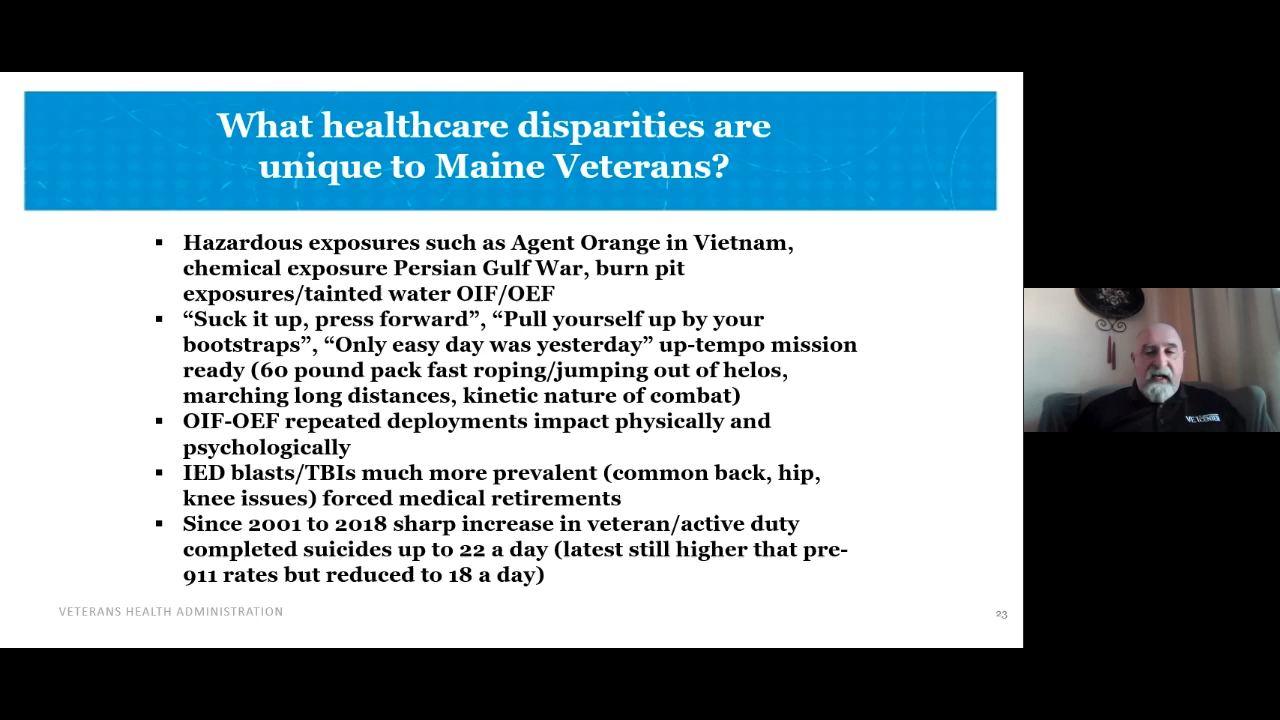 What healthcare disparities are
unique to Maine Veterans?
▪ Hazardous exposures such as Agent Orange in Vietnam,
chemical exposure Persian Gulf War, burn pit
exposures/tainted water OIF/OEF
▪ “Suck it up, press forward”, “Pull yourself up by your
bootstraps”, “Only easy day was yesterday” up-tempo mission
ready (60 pound pack fast roping/jumping out of helos,
marching long distances, kinetic nature of combat)
▪ OIF-OEF repeated deployments impact physically and
psychologically
▪ IED blasts/TBIs much more prevalent (common back, hip,
knee issues) forced medical retirements
▪ Since 2001 to 2018 sharp increase in veteran/active duty
completed suicides up to 22 a day (latest still higher that pre-
911 rates but reduced to 18 a day)
VETERANS HEALTH ADMINISTRATION
23